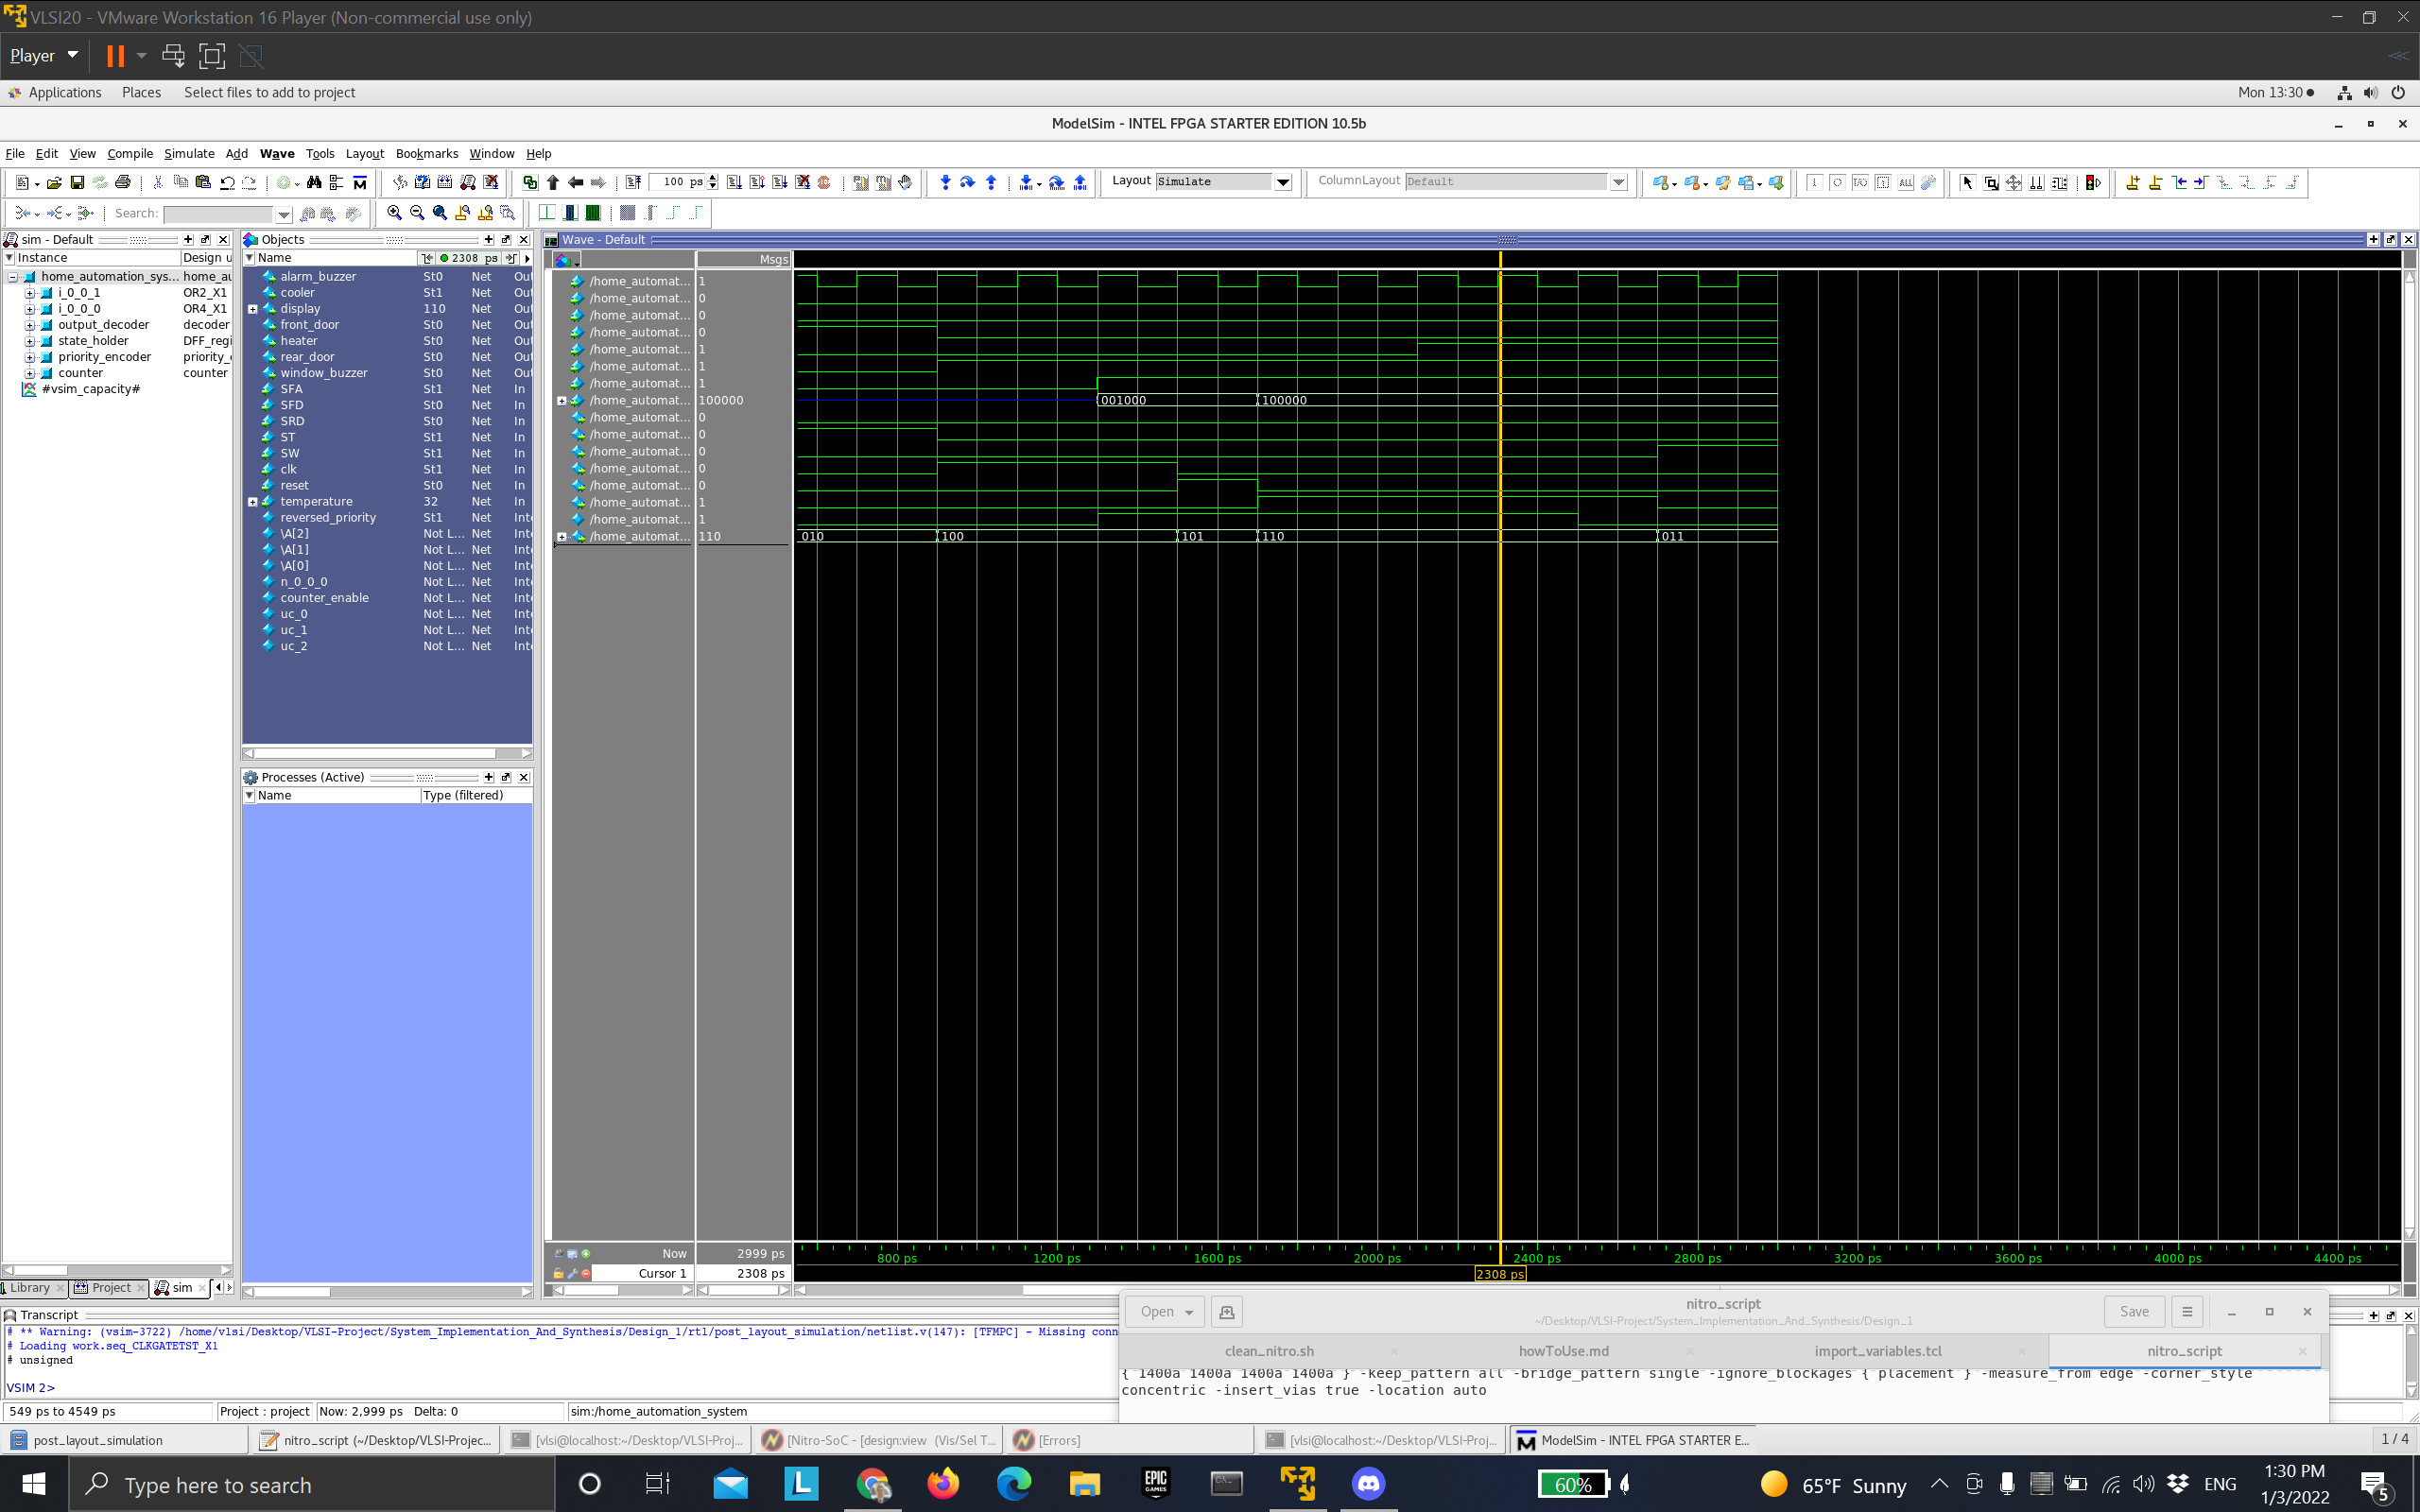 VLSI20 - VMware Workstation 16 Player (Non-commercial use only)
Player
Applications Places Select files to add to project Mon 13:30
ModelSim - INTEL FPGA STARTER EDITION 10.5b
File Edit View Compile Simulate Add Wave Tools Layout Bookmarks Window Help
100 ps Layout Simulate ColumnLayout Default
Search:
sim - Default
Instance Design u
home_automation_sys... home_au
i_0_0_1 OR2_X1
i_0_0_0 OR4_X1
output_decoder decoder
state_holder DFF_regi
priority_encoder priority_e
counter counter
#vsim_capacity#
Objects
Name 2308 ps
alarm_buzzer St0 Net Out
cooler St1 Net Out
display 110 Net Out
front_door St0 Net Out
heater St0 Net Out
rear_door St0 Net Out
window_buzzer St0 Net Out
SFA St1 Net In
SFD St0 Net In
SRD St0 Net In
ST St1 Net In
SW St1 Net In
clk St1 Net In
reset St0 Net In
temperature 32 Net In
reversed_priority St1 Net Inte
\A[2] Not L... Net Inte
\A[1] Not L... Net Inte
\A[0] Not L... Net Inte
n_0_0_0 Not L... Net Inte
counter_enable Not L... Net Inte
uc_0 Not L... Net Inte
uc_1 Not L... Net Inte
uc_2 Not L... Net Inte
Processes (Active)
Name Type (filtered)
Wave - Default
Msgs
/home_automat... 1
/home_automat... 0
/home_automat... 0
/home_automat... 0
/home_automat... 1
/home_automat... 1
/home_automat... 1
/home_automat... 100000 001000 100000
/home_automat... 0
/home_automat... 0
/home_automat... 0
/home_automat... 0
/home_automat... 0
/home_automat... 1
/home_automat... 1
/home_automat... 110 010 100 101 110 011
Now 2999 ps 800 ps 1200 ps 1600 ps 2000 ps 2400 ps 2800 ps 3200 ps 3600 ps 4000 ps 4400 ps
Cursor 1 2308 ps 2308 ps
Library Project sim
Transcript
# ** Warning: (vsim-3722) /home/vlsi/Desktop/VLSI-Project/System_Implementation_And_Synthesis/Design_1/rtl/post_layout_simulation/netlist.v(147): [TFMPC] - Missing conn
# Loading work.seq_CLKGATETST_X1
# unsigned
VSIM 2>
549 ps to 4549 ps Project : project Now: 2,999 ps Delta: 0 sim:/home_automation_system
Open nitro_script Save
~/Desktop/VLSI-Project/System_Implementation_And_Synthesis/Design_1
clean_nitro.sh howToUse.md import_variables.tcl nitro_script
{ 1400a 1400a 1400a 1400a } -keep_pattern all -bridge_pattern single -ignore_blockages { placement } -measure_from edge -corner_style
concentric -insert_vias true -location auto
post_layout_simulation nitro_script (~/Desktop/VLSI-Projec... [vlsi@localhost:~/Desktop/VLSI-Proj... [Nitro-SoC - [design:view (Vis/Sel T... [Errors] [vlsi@localhost:~/Desktop/VLSI-Proj... ModelSim - INTEL FPGA STARTER E... 1 / 4
Type here to search L EPIC GAMES 60% 65°F Sunny ENG 1:30 PM
1/3/2022 5